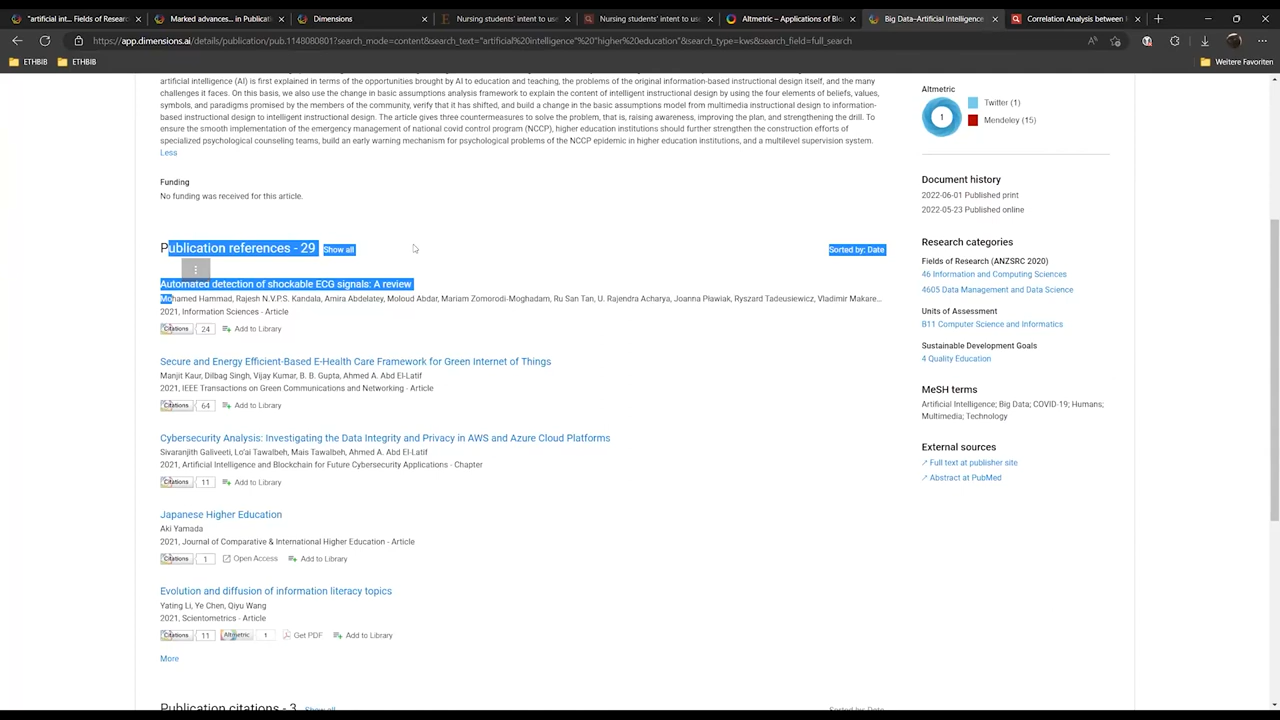 "artificial intelligence" "high
Fields of Research
Marked advances... in Publicati
Dimensions
Nursing students' intent to use
Nursing students' intent to use
Altmetric – Applications of Bl
Big Data–Artificial Intelligence
Correlation Analysis between
https://app.dimensions.ai/details/publication/pub.1148080801?search_mode=content&search_text="artificial%20intelligence"%20"higher%20education"&search_type=kws&search_field=full_search
ETHBIB
ETHBIB
Weitere Favoriten
artificial intelligence (AI) is first explained in terms of the opportunities brought by AI to education and teaching, the problems of the original information-based instructional design itself, and the many
challenges it faces. On this basis, we also use the change in basic assumptions analysis framework to explain the content of intelligent instructional design by using the four elements of beliefs, values,
symbols, and paradigms promised by the members of the community, verify that it has shifted, and build a change in the basic assumptions model from multimedia instructional design to information-
based instructional design to intelligent instructional design. The article gives three countermeasures to solve the problem, that is, raising awareness, improving the plan, and strengthening the drill. To
ensure the smooth implementation of the emergency management of national covid control program (NCCP), higher education institutions should further strengthen the construction efforts of
specialized psychological counseling teams, build an early warning mechanism for psychological problems of the NCCP epidemic in higher education institutions, and a multilevel supervision system.
Less
Funding
No funding was received for this article.
Publication references - 29 Show all
Sorted by: Date
Automated detection of shockable ECG signals: A review
Mohamed Hammad, Rajesh N.V.P.S. Kandala, Amira Abdelatey, Moloud Abdar, Mariam Zomorodi-Moghadam, Ru San Tan, U. Rajendra Acharya, Joanna Pławiak, Ryszard Tadeusiewicz, Vladimir Makare...
2021, Information Sciences - Article
Citations 24 Add to Library
Secure and Energy Efficient-Based E-Health Care Framework for Green Internet of Things
Manjit Kaur, Dilbag Singh, Vijay Kumar, B. B. Gupta, Ahmed A. Abd El-Latif
2021, IEEE Transactions on Green Communications and Networking - Article
Citations 64 Add to Library
Cybersecurity Analysis: Investigating the Data Integrity and Privacy in AWS and Azure Cloud Platforms
Sivaranjith Galiveeti, Lo'ai Tawalbeh, Mais Tawalbeh, Ahmed A. Abd El-Latif
2021, Artificial Intelligence and Blockchain for Future Cybersecurity Applications - Chapter
Citations 11 Add to Library
Japanese Higher Education
Aki Yamada
2021, Journal of Comparative & International Higher Education - Article
Citations 1 Open Access Add to Library
Evolution and diffusion of information literacy topics
Yating Li, Ye Chen, Qiyu Wang
2021, Scientometrics - Article
Citations 11 Altmetric 1 Get PDF Add to Library
More
Publication citations - 3 Show all
Sorted by: Date
Altmetric
1
Twitter (1)
Mendeley (15)
Document history
2022-06-01 Published print
2022-05-23 Published online
Research categories
Fields of Research (ANZSRC 2020)
46 Information and Computing Sciences
4605 Data Management and Data Science
Units of Assessment
B11 Computer Science and Informatics
Sustainable Development Goals
4 Quality Education
MeSH terms
Artificial Intelligence; Big Data; COVID-19; Humans;
Multimedia; Technology
External sources
Full text at publisher site
Abstract at PubMed